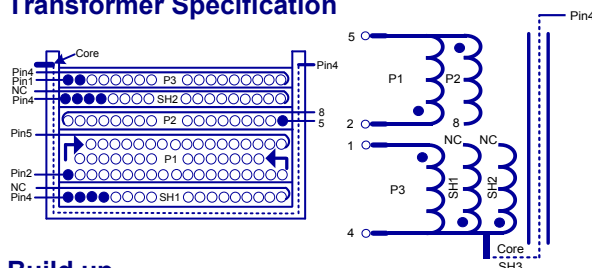 Transformer Specification
Core
Pin4
Pin1
P3
NC
Pin4
SH2
P2
8
5
Pin5
P1
Pin2
NC
Pin4
SH1
Pin4
5
P1
P2
2
8
1
NC
NC
P3
SH1
SH2
4
Core
SH3
Pin4
Build up